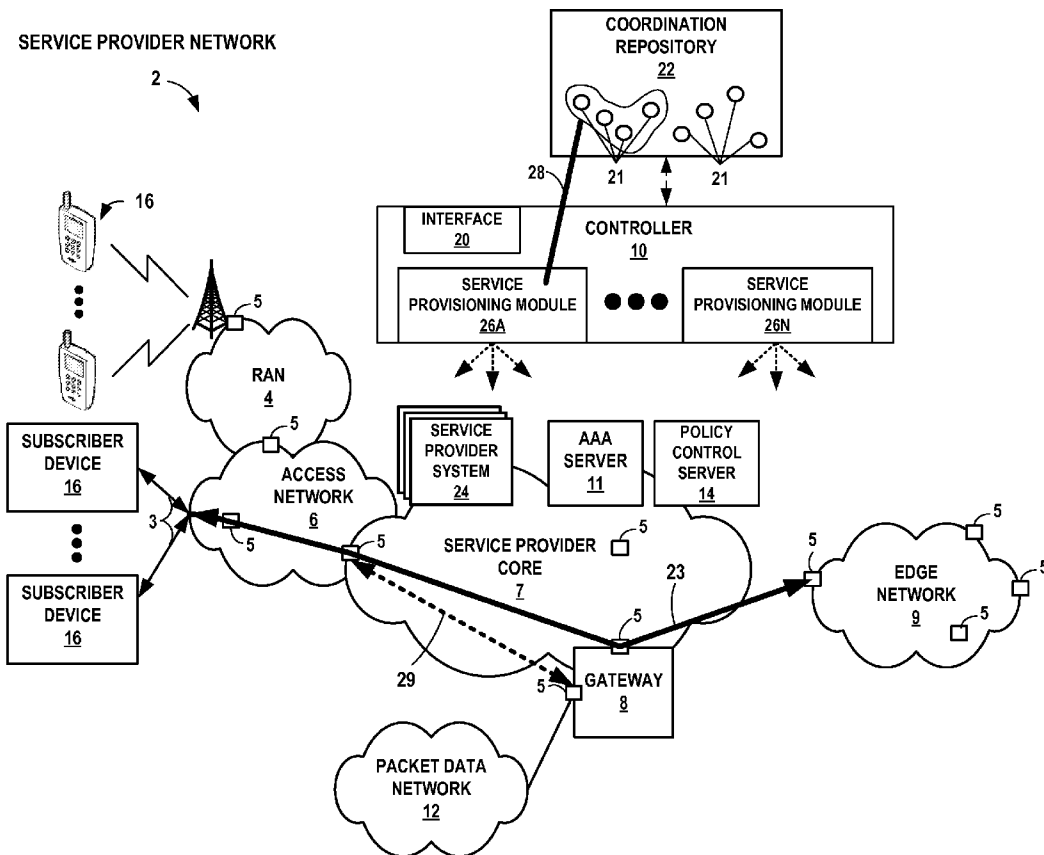 SERVICE PROVIDER NETWORK
2
COORDINATION
REPOSITORY
22
21
21
28
16
INTERFACE
20
CONTROLLER
10
SERVICE
PROVISIONING MODULE
26A
SERVICE
PROVISIONING MODULE
26N
5
RAN
4
5
SUBSCRIBER
DEVICE
16
ACCESS
NETWORK
6
3
5
5
SUBSCRIBER
DEVICE
16
SERVICE
PROVIDER
SYSTEM
24
AAA
SERVER
11
POLICY
CONTROL
SERVER
14
SERVICE PROVIDER
CORE
7
5
23
29
5
5
GATEWAY
8
5
5
5
5
EDGE
NETWORK
9
PACKET DATA
NETWORK
12